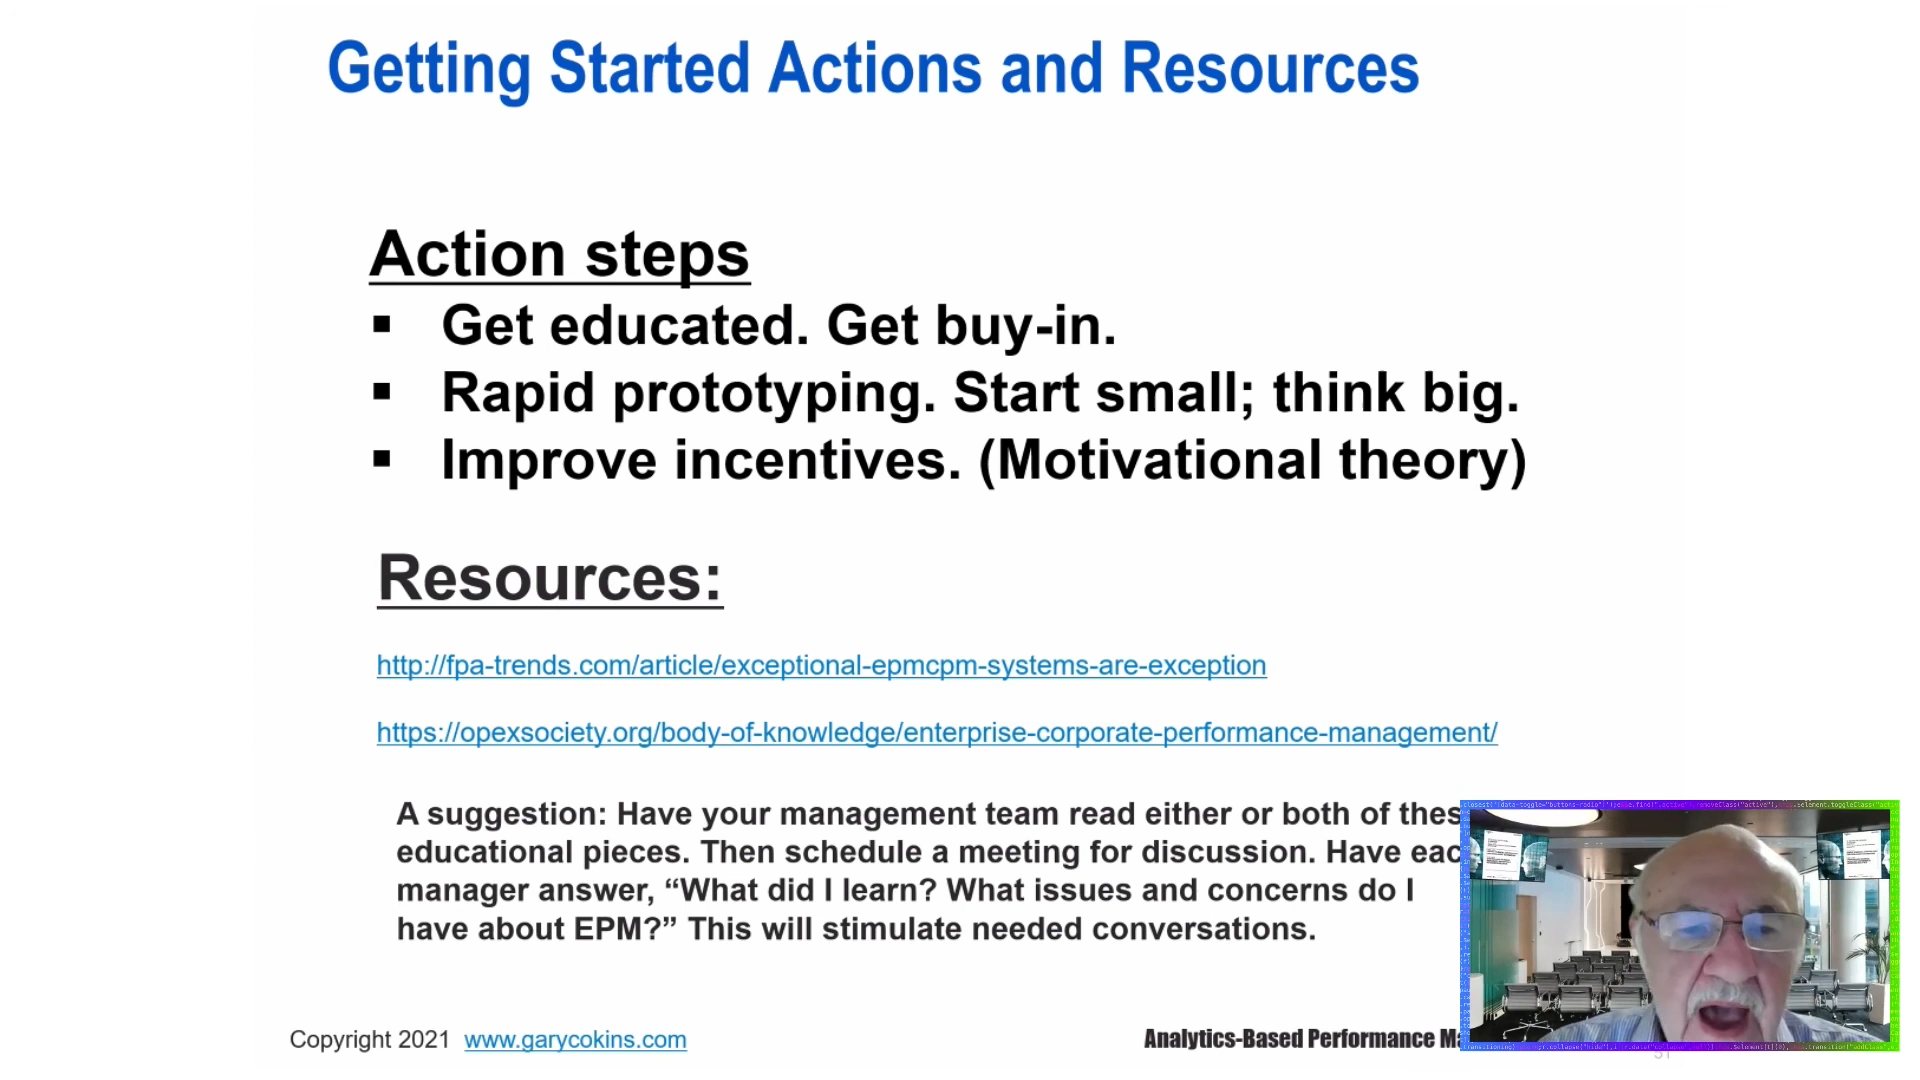 Getting Started Actions and Resources
Action steps
▪ Get educated. Get buy-in.
▪ Rapid prototyping. Start small; think big.
▪ Improve incentives. (Motivational theory)
Resources:
http://fpa-trends.com/article/exceptional-epmcpm-systems-are-exception
https://opexsociety.org/body-of-knowledge/enterprise-corporate-performance-management/
A suggestion: Have your management team read either or both of thes
educational pieces. Then schedule a meeting for discussion. Have eac
manager answer, “What did I learn? What issues and concerns do I
have about EPM?” This will stimulate needed conversations.
Copyright 2021 www.garycokins.com
Analytics-Based Performance M